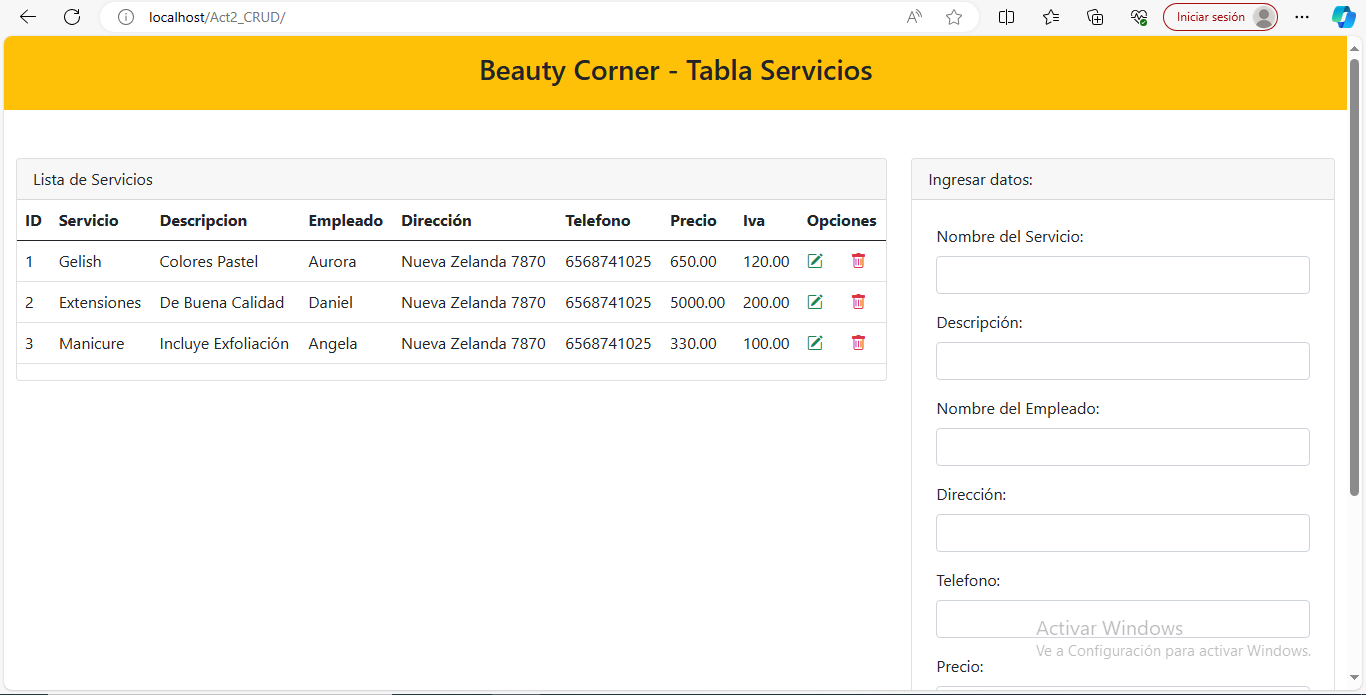 localhost/Act2_CRUD/
Iniciar sesión
Beauty Corner - Tabla Servicios
Lista de Servicios
ID Servicio Descripcion Empleado Dirección Telefono Precio Iva Opciones
1 Gelish Colores Pastel Aurora Nueva Zelanda 7870 6568741025 650.00 120.00
2 Extensiones De Buena Calidad Daniel Nueva Zelanda 7870 6568741025 5000.00 200.00
3 Manicure Incluye Exfoliación Angela Nueva Zelanda 7870 6568741025 330.00 100.00
Ingresar datos:
Nombre del Servicio:
Descripción:
Nombre del Empleado:
Dirección:
Telefono:
Precio:
Activar Windows
Ve a Configuración para activar Windows.